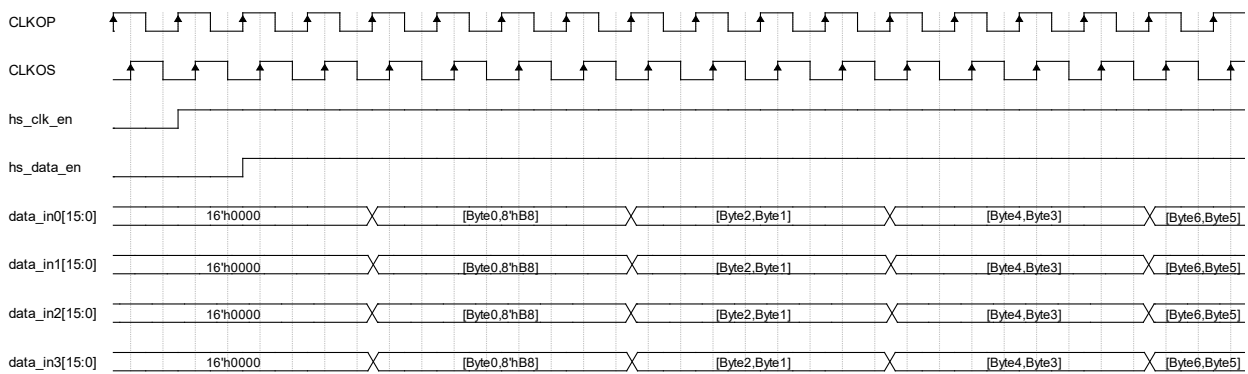 CLKOP
CLKOS
hs_clk_en
hs_data_en
data_in0[15:0] 16'h0000 [Byte0,8'hB8] [Byte2,Byte1] [Byte4,Byte3] [Byte6,Byte5]
data_in1[15:0] 16'h0000 [Byte0,8'hB8] [Byte2,Byte1] [Byte4,Byte3] [Byte6,Byte5]
data_in2[15:0] 16'h0000 [Byte0,8'hB8] [Byte2,Byte1] [Byte4,Byte3] [Byte6,Byte5]
data_in3[15:0] 16'h0000 [Byte0,8'hB8] [Byte2,Byte1] [Byte4,Byte3] [Byte6,Byte5]